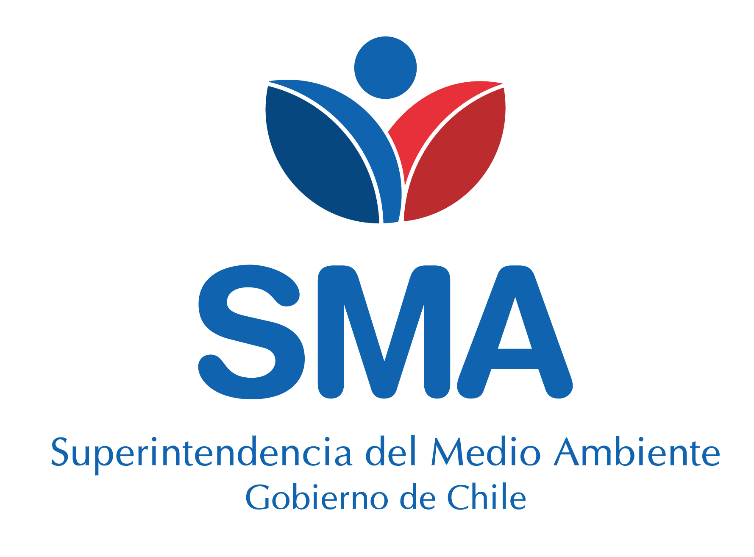 SMA
Superintendencia del Medio Ambiente
Gobierno de Chile